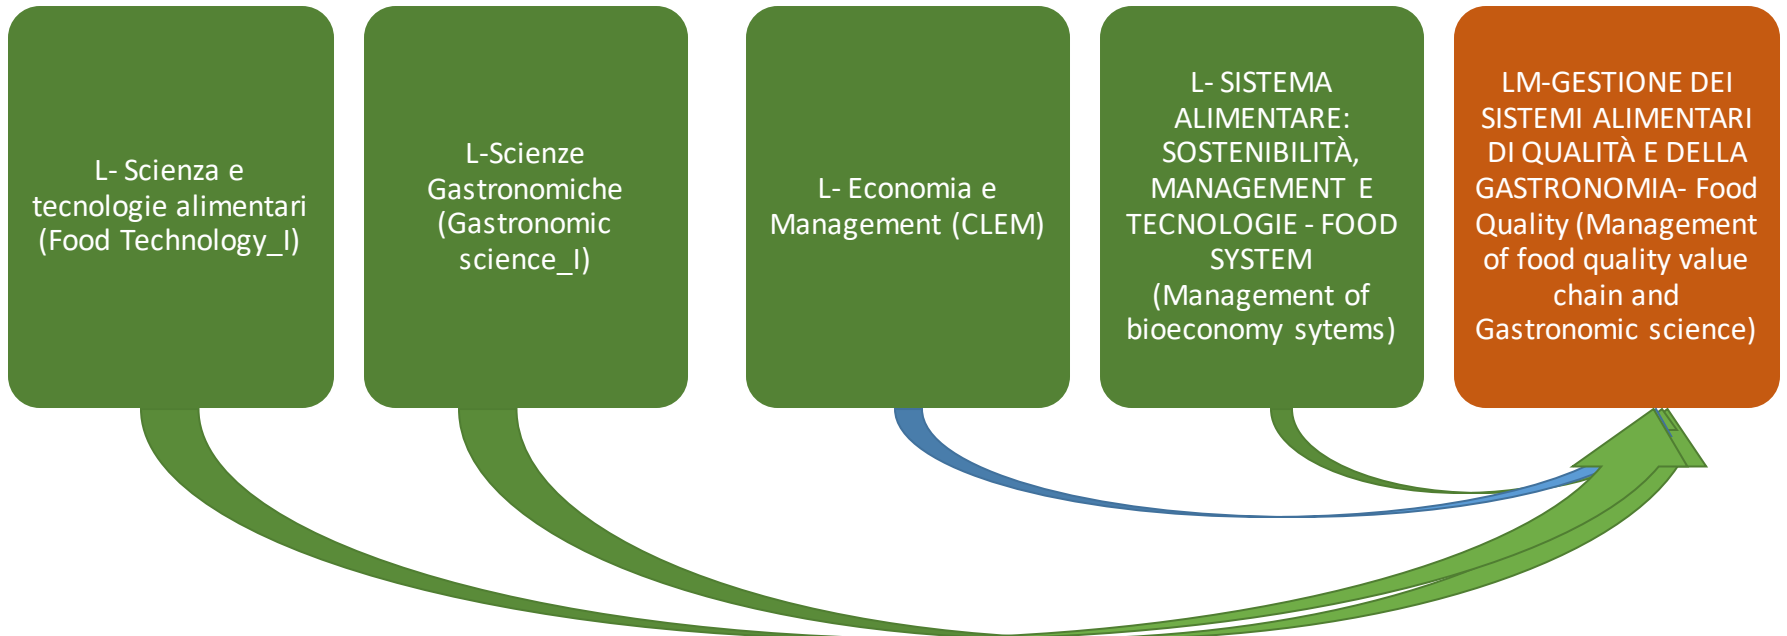 L- Scienza e
tecnologie alimentari
(Food Technology_I)
L-Scienze
Gastronomiche
(Gastronomic
science_I)
L- Economia e
Management (CLEM)
L- SISTEMA
ALIMENTARE:
SOSTENIBILITÀ,
MANAGEMENT E
TECNOLOGIE - FOOD
SYSTEM
(Management of
bioeconomy sytems)
LM-GESTIONE DEI
SISTEMI ALIMENTARI
DI QUALITÀ E DELLA
GASTRONOMIA- Food
Quality (Management
of food quality value
chain and
Gastronomic science)